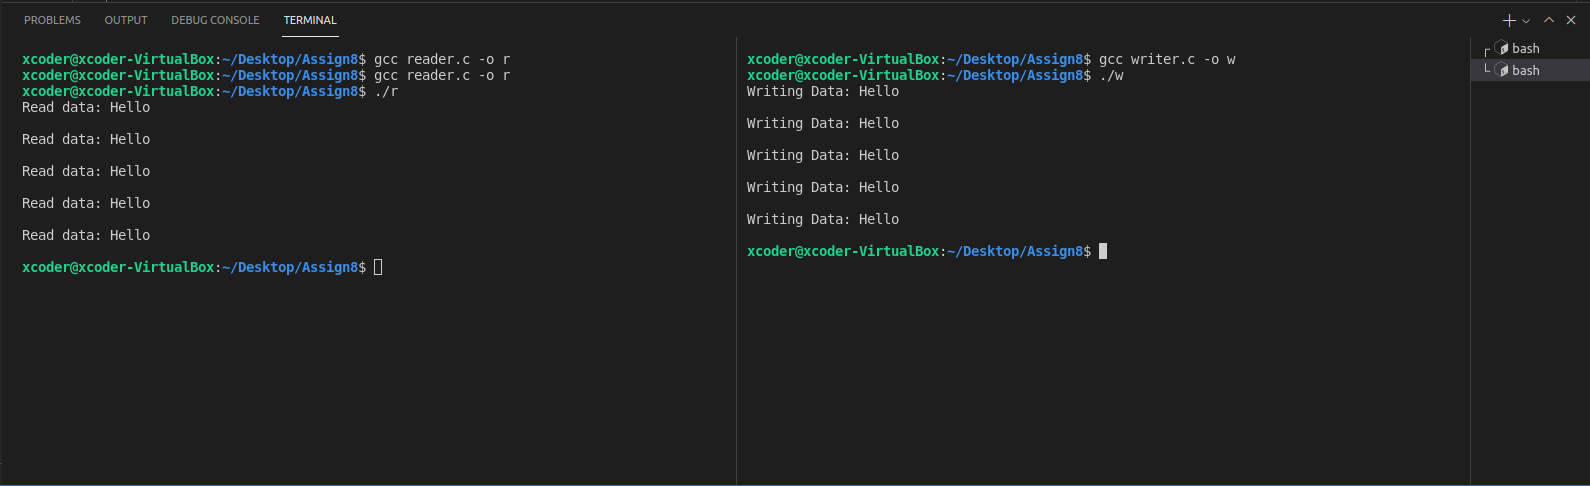 PROBLEMS OUTPUT DEBUG CONSOLE TERMINAL
xcoder@xcoder-VirtualBox:~/Desktop/Assign8$ gcc reader.c -o r
xcoder@xcoder-VirtualBox:~/Desktop/Assign8$ gcc reader.c -o r
xcoder@xcoder-VirtualBox:~/Desktop/Assign8$ ./r
Read data: Hello
Read data: Hello
Read data: Hello
Read data: Hello
Read data: Hello
xcoder@xcoder-VirtualBox:~/Desktop/Assign8$
xcoder@xcoder-VirtualBox:~/Desktop/Assign8$ gcc writer.c -o w
xcoder@xcoder-VirtualBox:~/Desktop/Assign8$ ./w
Writing Data: Hello
Writing Data: Hello
Writing Data: Hello
Writing Data: Hello
Writing Data: Hello
xcoder@xcoder-VirtualBox:~/Desktop/Assign8$
bash
bash